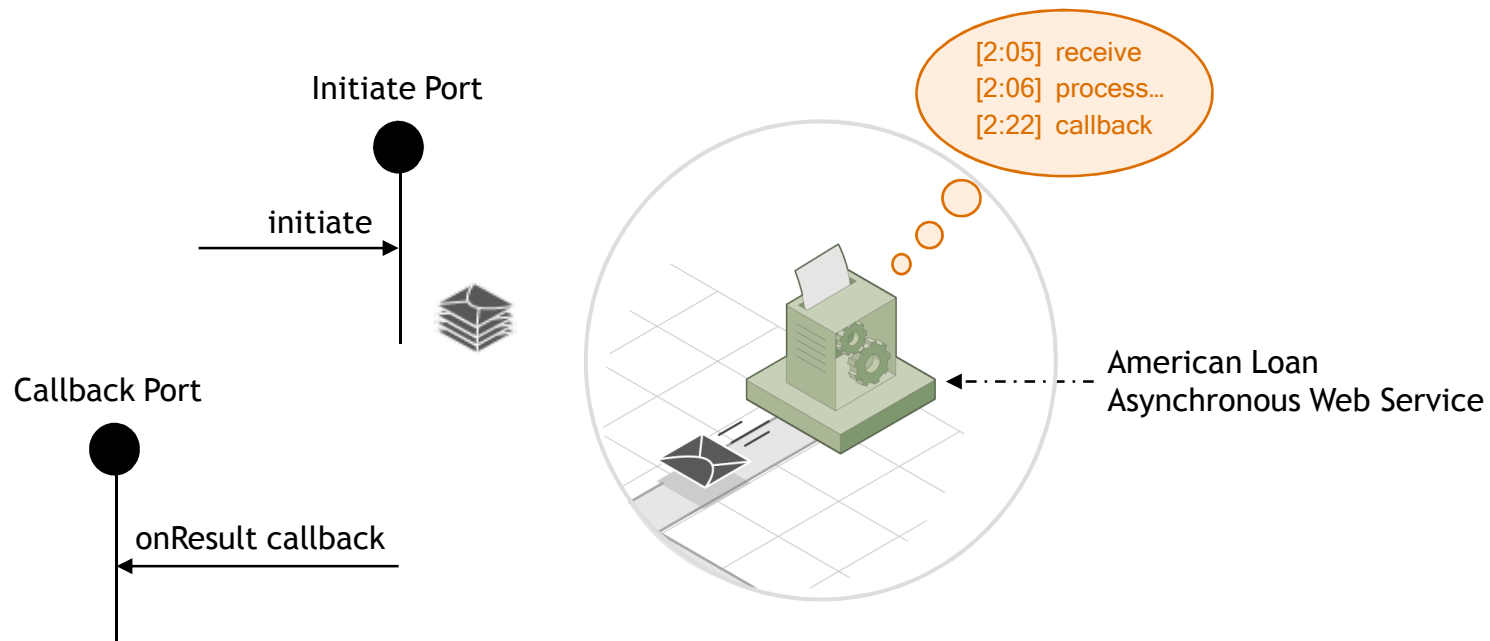 [2:05] receive
[2:06] process…
[2:22] callback
Initiate Port
initiate
American Loan
Asynchronous Web Service
Callback Port
onResult callback